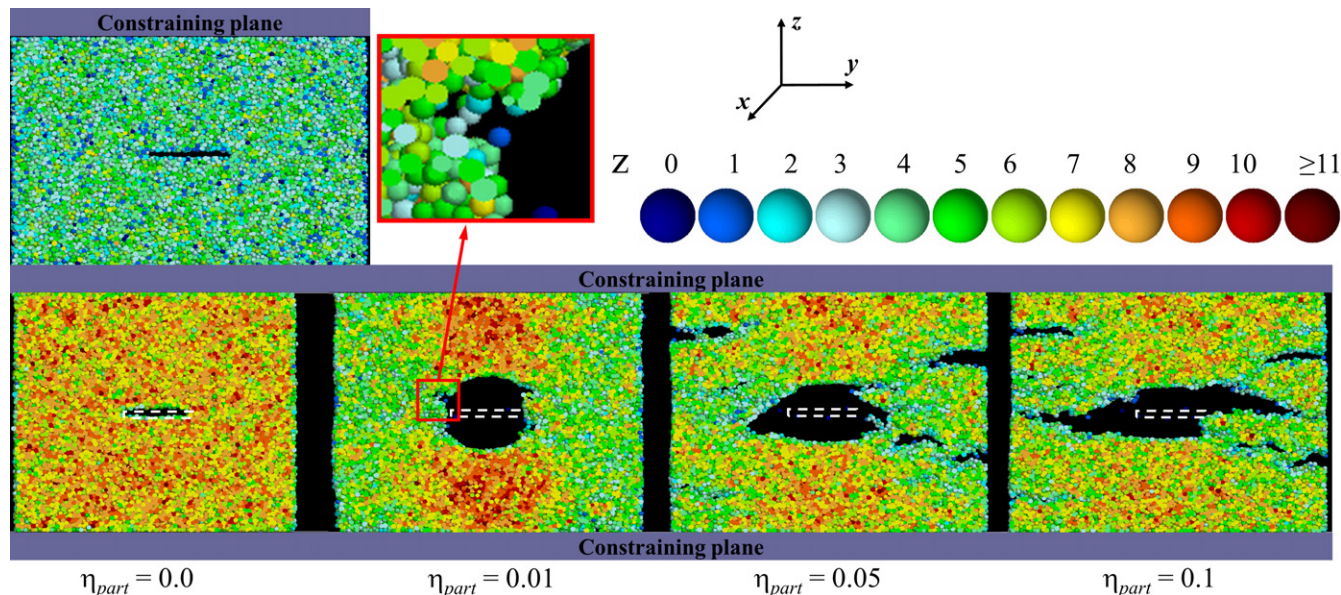 Constraining plane
z
y
x
Z 0 1 2 3 4 5 6 7 8 9 10 ≥11
Constraining plane
Constraining plane
η_part = 0.0 η_part = 0.01 η_part = 0.05 η_part = 0.1